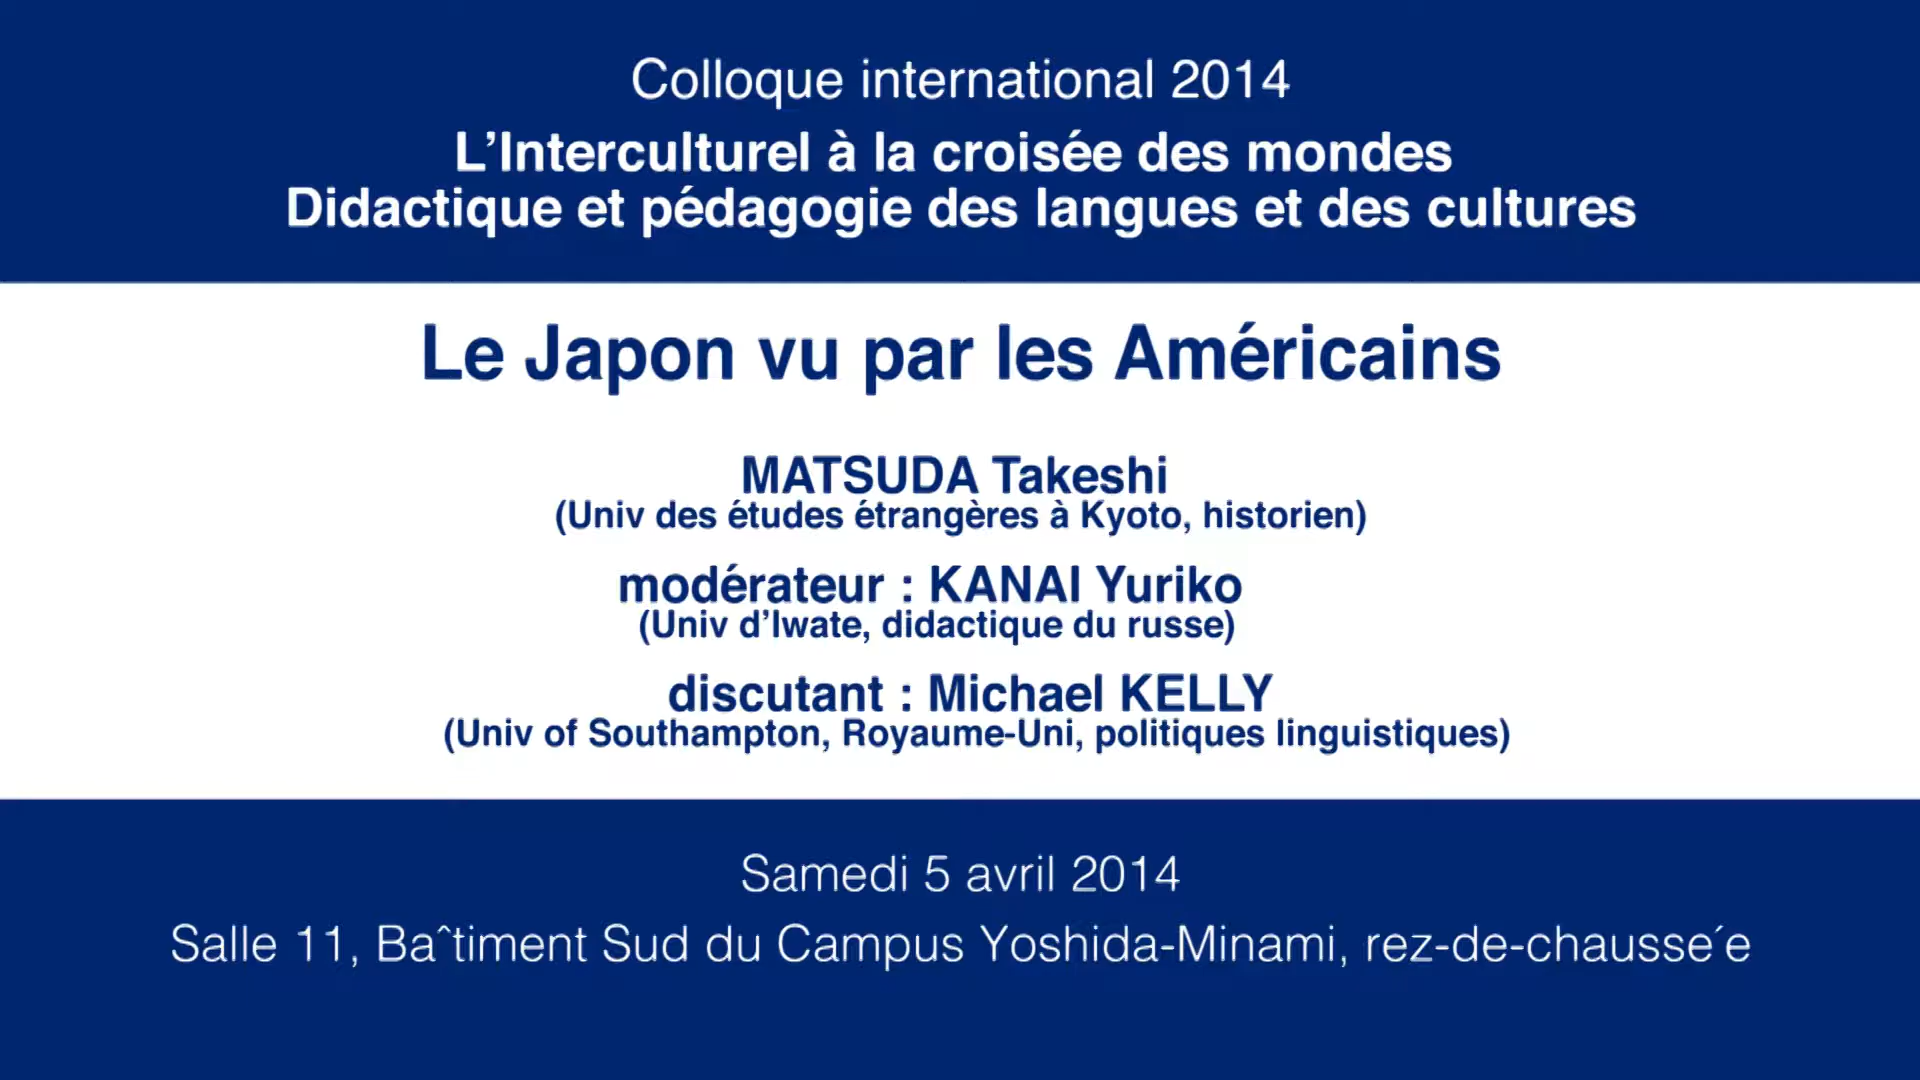 Colloque international 2014
L’Interculturel à la croisée des mondes
Didactique et pédagogie des langues et des cultures
Le Japon vu par les Américains
MATSUDA Takeshi
(Univ des études étrangères à Kyoto, historien)
modérateur : KANAI Yuriko
(Univ d’Iwate, didactique du russe)
discutant : Michael KELLY
(Univ of Southampton, Royaume-Uni, politiques linguistiques)
Samedi 5 avril 2014
Salle 11, Baˆtiment Sud du Campus Yoshida-Minami, rez-de-chausse´e